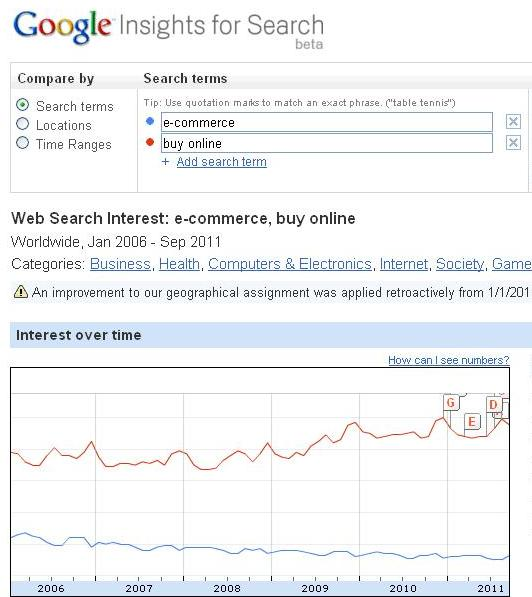 Google Insights for Search
beta
Compare by
Search terms
Search terms
Locations
Time Ranges
Tip: Use quotation marks to match an exact phrase. ("table tennis")
e-commerce
buy online
+ Add search term
Web Search Interest: e-commerce, buy online
Worldwide, Jan 2006 - Sep 2011
Categories: Business, Health, Computers & Electronics, Internet, Society, Game
An improvement to our geographical assignment was applied retroactively from 1/1/201
Interest over time
How can I see numbers?
G
E
D
2006 2007 2008 2009 2010 2011